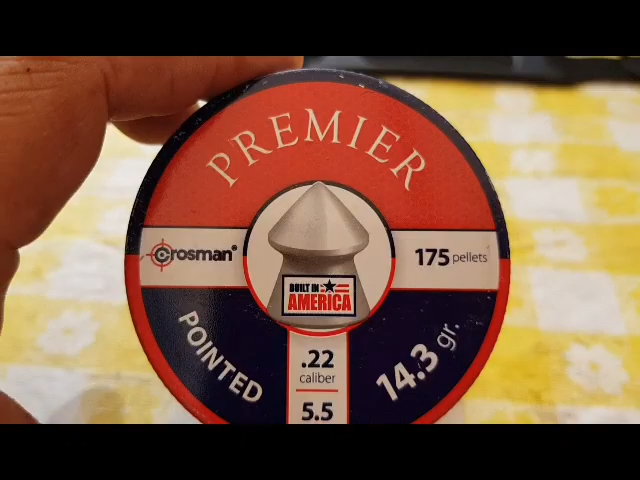 PREMIER
crosman®
175 pellets
BUILT IN
AMERICA
POINTED
.22
caliber
5.5
14.3 gr.